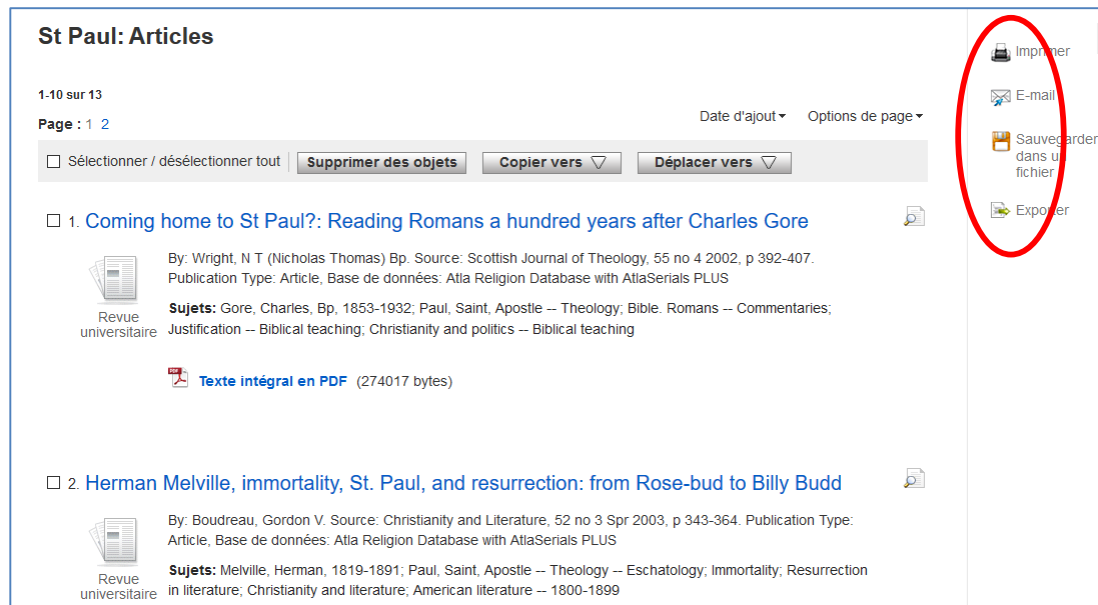 St Paul: Articles
1-10 sur 13
Page : 1 2
Date d'ajout
Options de page
Sélectionner / désélectionner tout
Supprimer des objets
Copier vers
Déplacer vers
1. Coming home to St Paul?: Reading Romans a hundred years after Charles Gore
By: Wright, N T (Nicholas Thomas) Bp. Source: Scottish Journal of Theology, 55 no 4 2002, p 392-407.
Publication Type: Article, Base de données: Atla Religion Database with AtlaSerials PLUS
Sujets: Gore, Charles, Bp, 1853-1932; Paul, Saint, Apostle -- Theology; Bible. Romans -- Commentaries;
Justification -- Biblical teaching; Christianity and politics -- Biblical teaching
Revue
universitaire
PDF
Texte intégral en PDF (274017 bytes)
2. Herman Melville, immortality, St. Paul, and resurrection: from Rose-bud to Billy Budd
By: Boudreau, Gordon V. Source: Christianity and Literature, 52 no 3 Spr 2003, p 343-364. Publication Type:
Article, Base de données: Atla Religion Database with AtlaSerials PLUS
Sujets: Melville, Herman, 1819-1891; Paul, Saint, Apostle -- Theology -- Eschatology; Immortality; Resurrection
in literature; Christianity and literature; American literature -- 1800-1899
Revue
universitaire
Imprimer
E-mail
Sauvegarder
dans un
fichier
Exporter